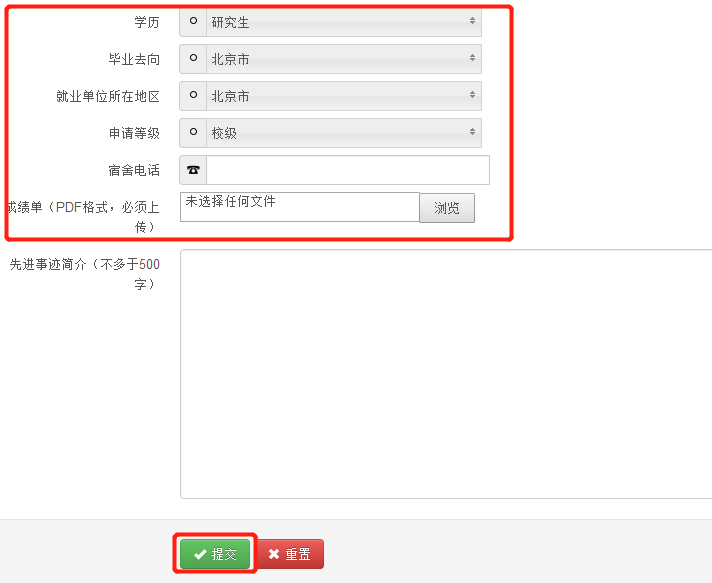 学历 研究生
毕业去向 北京市
就业单位所在地区 北京市
申请等级 校级
宿舍电话
成绩单（PDF格式，必须上
传） 未选择任何文件 浏览
先进事迹简介（不多于500
字）
提交 重置